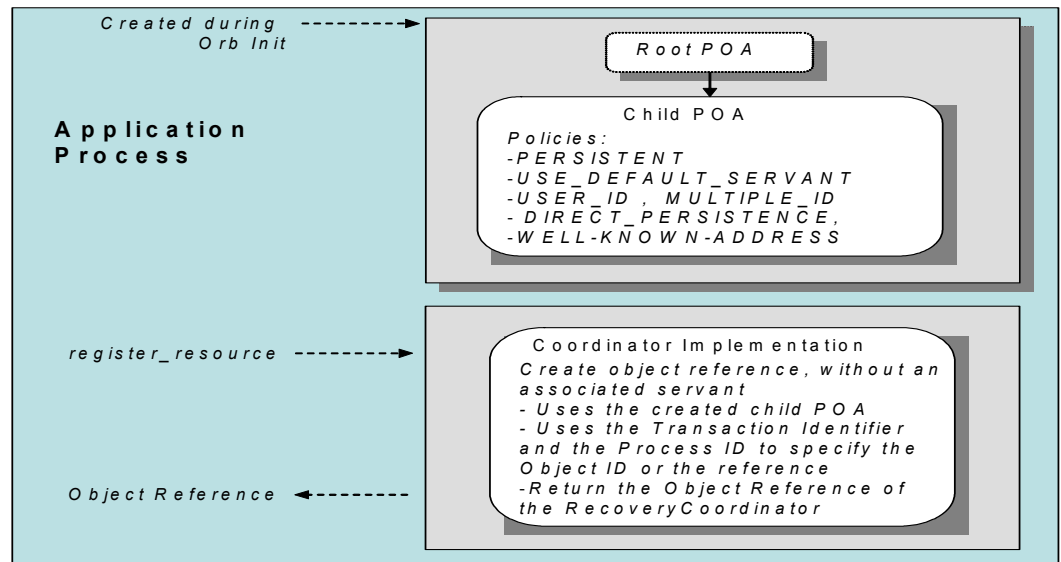 Created during
Orb Init
RootPOA
Application
Process
Child POA
Policies:
-PERSISTENT
-USE_DEFAULT_SERVANT
-USER_ID , MULTIPLE_ID
- DIRECT_PERSISTENCE,
-WELL-KNOWN-ADDRESS
register_resource
Coordinator Implementation
Create object reference, without an
associated servant
- Uses the created child POA
- Uses the Transaction Identifier
and the Process ID to specify the
Object ID or the reference
-Return the Object Reference of
the RecoveryCoordinator
Object Reference